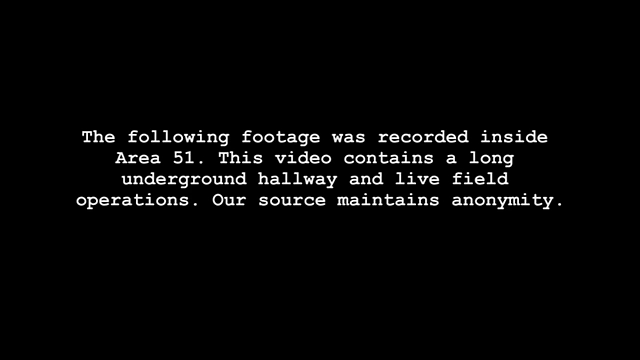 The following footage was recorded inside
Area 51. This video contains a long
underground hallway and live field
operations. Our source maintains anonymity.